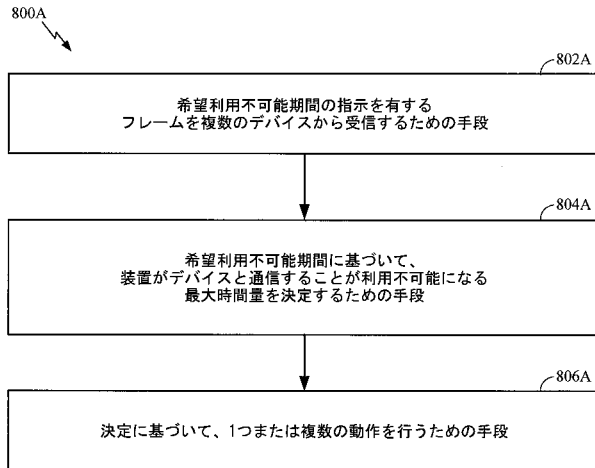 800A
802A
希望利用不可能期間の指示を有する
フレームを複数のデバイスから受信するための手段
804A
希望利用不可能期間に基づいて、
装置がデバイスと通信することが利用不可能になる
最大時間量を決定するための手段
806A
決定に基づいて、1つまたは複数の動作を行うための手段